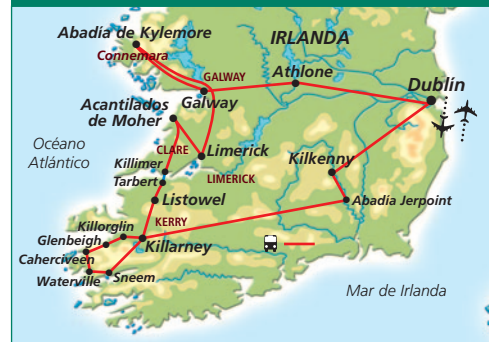 Abadía de Kylemore
IRLANDA
Connemara
GALWAY
Athlone
Dublín
Acantilados
de Moher
Galway
Océano
Atlántico
CLARE
Limerick
Kilkenny
Killimer
Tarbert
LIMERICK
Listowel
Abadía Jerpoint
Killorglin
KERRY
Glenbeigh
Killarney
Caherciveen
Waterville
Sneem
Mar de Irlanda